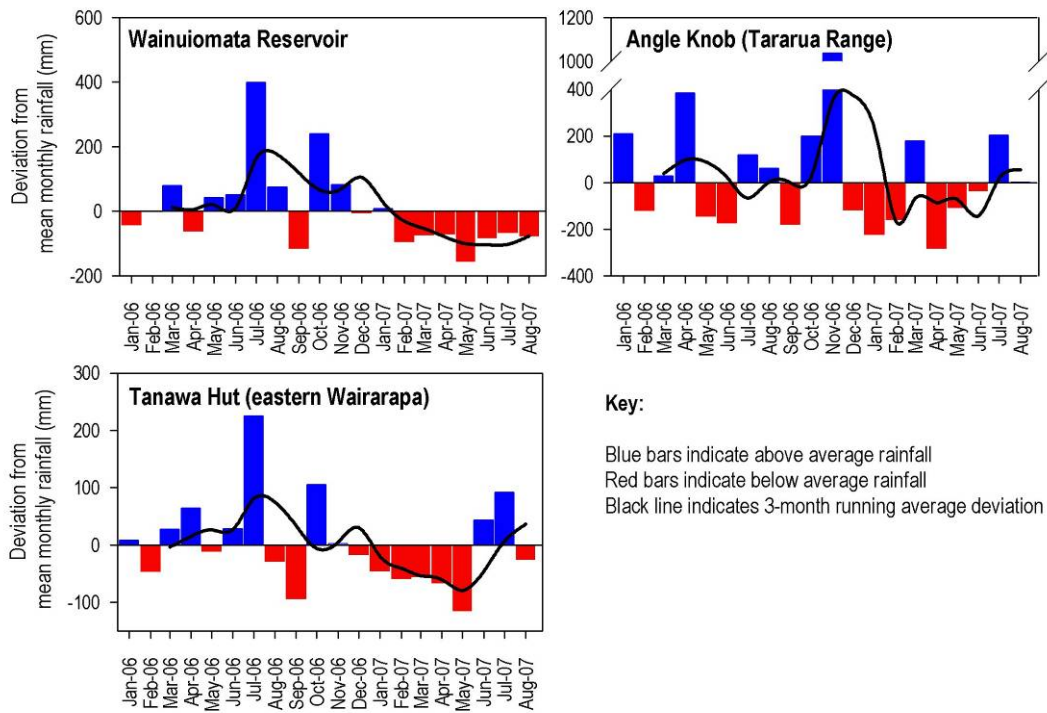 Wainuiomata Reservoir
Deviation from
mean monthly rainfall (mm)
600
400
200
0
-200
Jan-06
Feb-06
Mar-06
Apr-06
May-06
Jun-06
Jul-06
Aug-06
Sep-06
Oct-06
Nov-06
Dec-06
Jan-07
Feb-07
Mar-07
Apr-07
May-07
Jun-07
Jul-07
Aug-07
Angle Knob (Tararua Range)
1200
1000
400
200
0
-200
-400
Jan-06
Feb-06
Mar-06
Apr-06
May-06
Jun-06
Jul-06
Aug-06
Sep-06
Oct-06
Nov-06
Dec-06
Jan-07
Feb-07
Mar-07
Apr-07
May-07
Jun-07
Jul-07
Aug-07
Tanawa Hut (eastern Wairarapa)
Deviation from
mean monthly rainfall (mm)
300
200
100
0
-100
Jan-06
Feb-06
Mar-06
Apr-06
May-06
Jun-06
Jul-06
Aug-06
Sep-06
Oct-06
Nov-06
Dec-06
Jan-07
Feb-07
Mar-07
Apr-07
May-07
Jun-07
Jul-07
Aug-07
Key:
Blue bars indicate above average rainfall
Red bars indicate below average rainfall
Black line indicates 3-month running average deviation